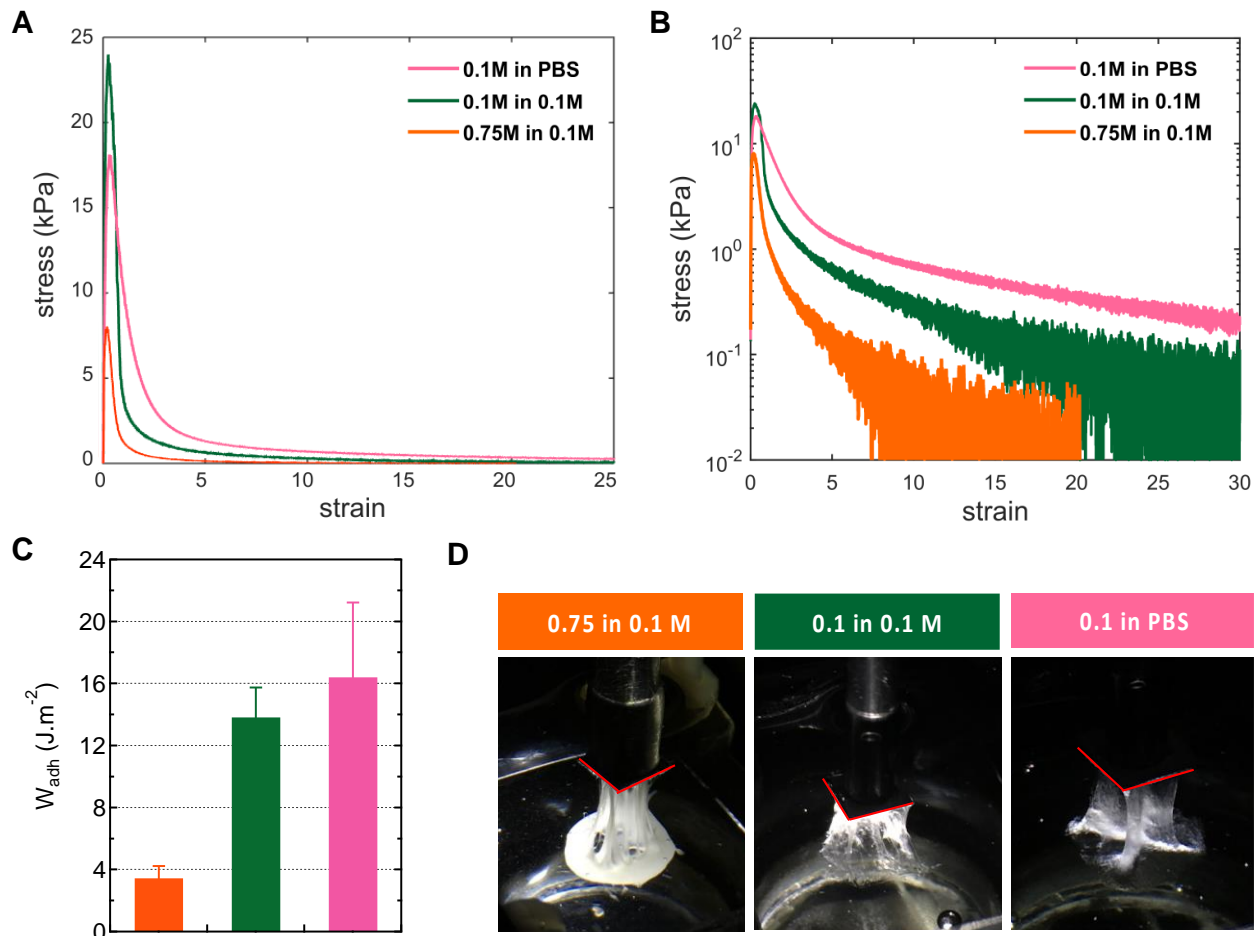 A
25
20
15
10
5
0
0
5
10
15
20
25
stress (kPa)
strain
0.1M in PBS
0.1M in 0.1M
0.75M in 0.1M
B
10²
10¹
10⁰
10⁻¹
10⁻²
0
5
10
15
20
25
30
stress (kPa)
strain
0.1M in PBS
0.1M in 0.1M
0.75M in 0.1M
C
24
20
16
12
8
4
0
Wadh (J.m⁻²)
D
0.75 in 0.1 M
0.1 in 0.1 M
0.1 in PBS